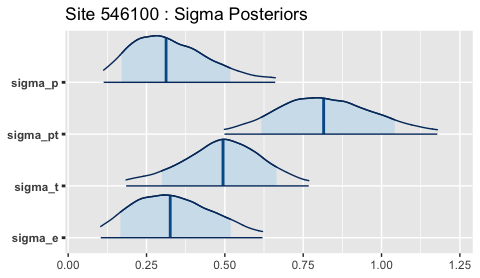 Site 546100 : Sigma Posteriors
sigma_p
sigma_pt
sigma_t
sigma_e
0.00 0.25 0.50 0.75 1.00 1.25